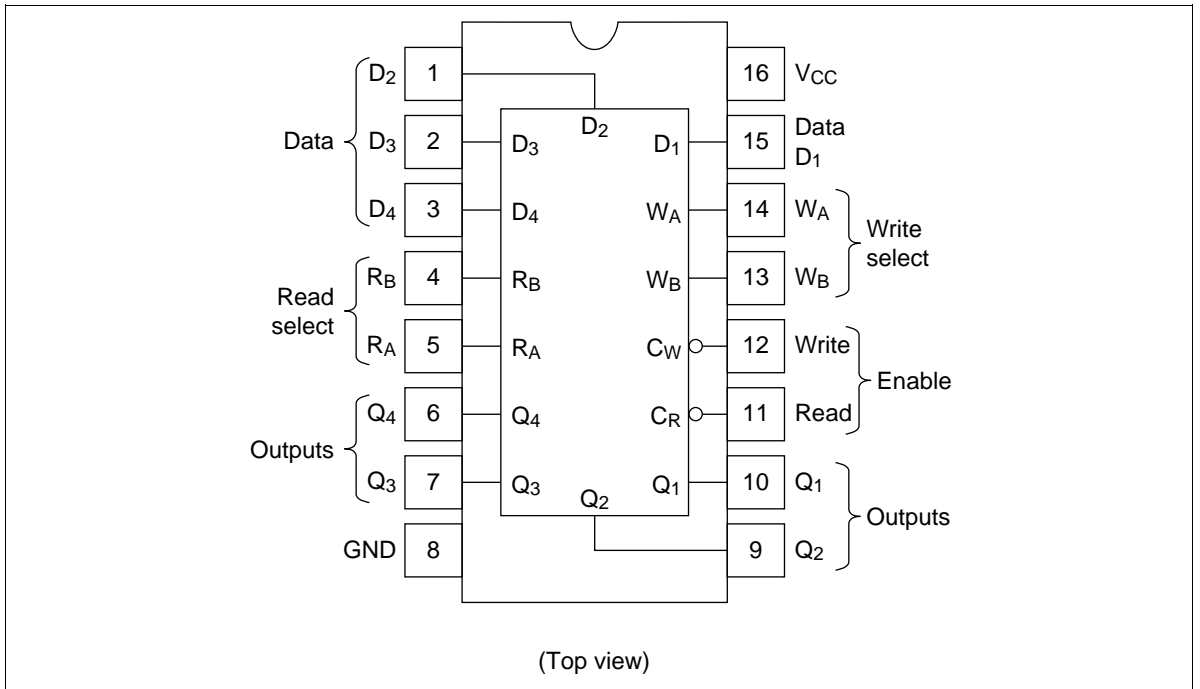 D2 1 16 VCC
D2
Data D3 2 D3 D1 15 Data
D1
D4 3 D4 WA 14 WA
Write
select
RB 4 RB WB 13 WB
Read
select
RA 5 RA CW 12 Write
Enable
Q4 6 Q4 CR 11 Read
Outputs
Q3 7 Q3 Q1 10 Q1
Q2
Outputs
GND 8 9 Q2
(Top view)